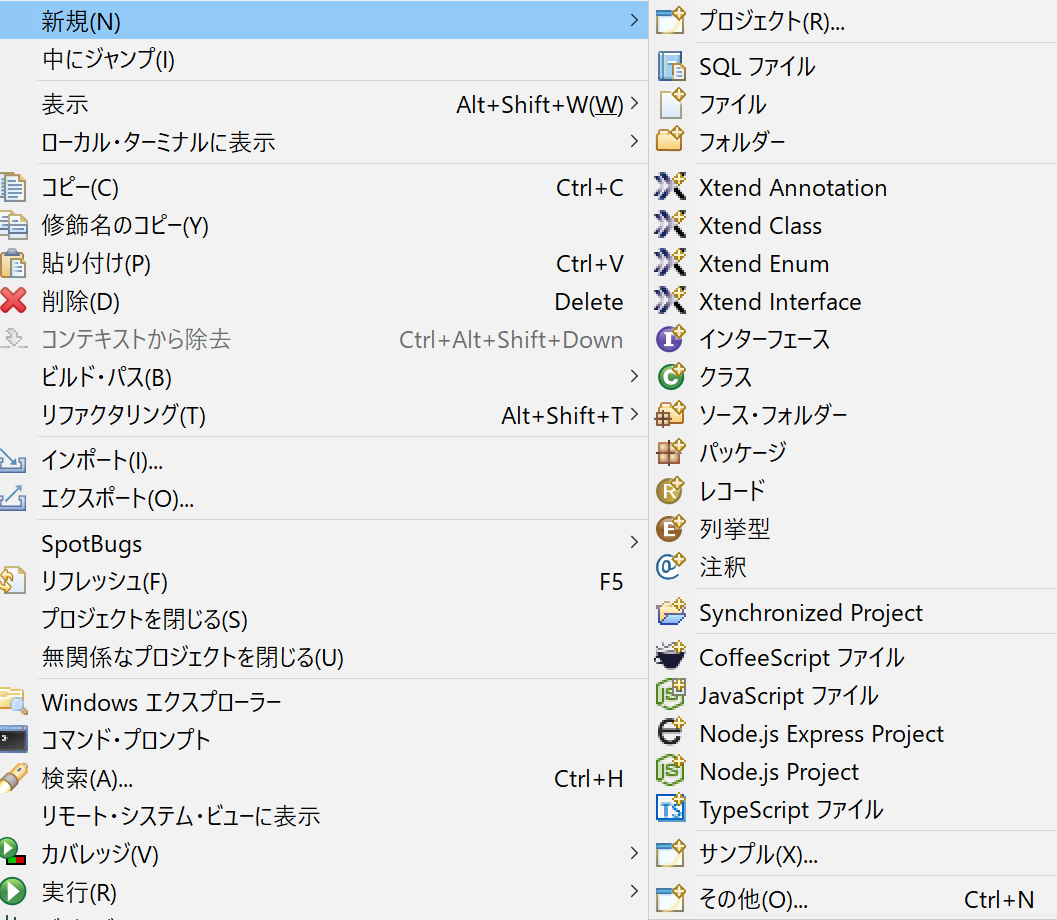 新規(N) >
中にジャンプ(I)
表示 Alt+Shift+W(W) >
ローカル・ターミナルに表示 >
コピー(C) Ctrl+C
修飾名のコピー(Y)
貼り付け(P) Ctrl+V
削除(D) Delete
コンテキストから除去 Ctrl+Alt+Shift+Down
ビルド・パス(B) >
リファクタリング(T) Alt+Shift+T >
インポート(I)...
エクスポート(O)...
SpotBugs >
リフレッシュ(F) F5
プロジェクトを閉じる(S)
無関係なプロジェクトを閉じる(U)
Windows エクスプローラー
コマンド・プロンプト
検索(A)... Ctrl+H
リモート・システム・ビューに表示
カバレッジ(V) >
実行(R) >
プロジェクト(R)...
SQL ファイル
ファイル
フォルダー
Xtend Annotation
Xtend Class
Xtend Enum
Xtend Interface
インターフェース
クラス
ソース・フォルダー
パッケージ
レコード
列挙型
注釈
Synchronized Project
CoffeeScript ファイル
JavaScript ファイル
Node.js Express Project
Node.js Project
TypeScript ファイル
サンプル(X)...
その他(O)... Ctrl+N